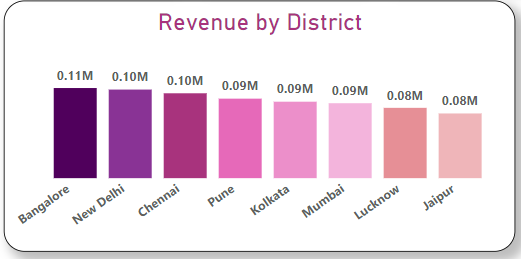 Revenue by District
0.11M
0.10M
0.10M
0.09M
0.09M
0.09M
0.08M
0.08M
Bangalore
New Delhi
Chennai
Pune
Kolkata
Mumbai
Lucknow
Jaipur